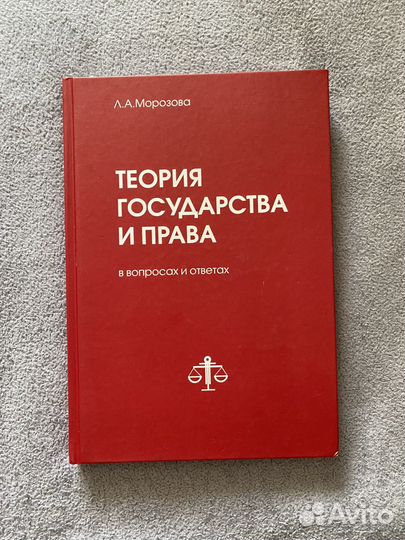 Л.А.Морозова
ТЕОРИЯ
ГОСУДАРСТВА
И ПРАВА
в вопросах и ответах
Avito